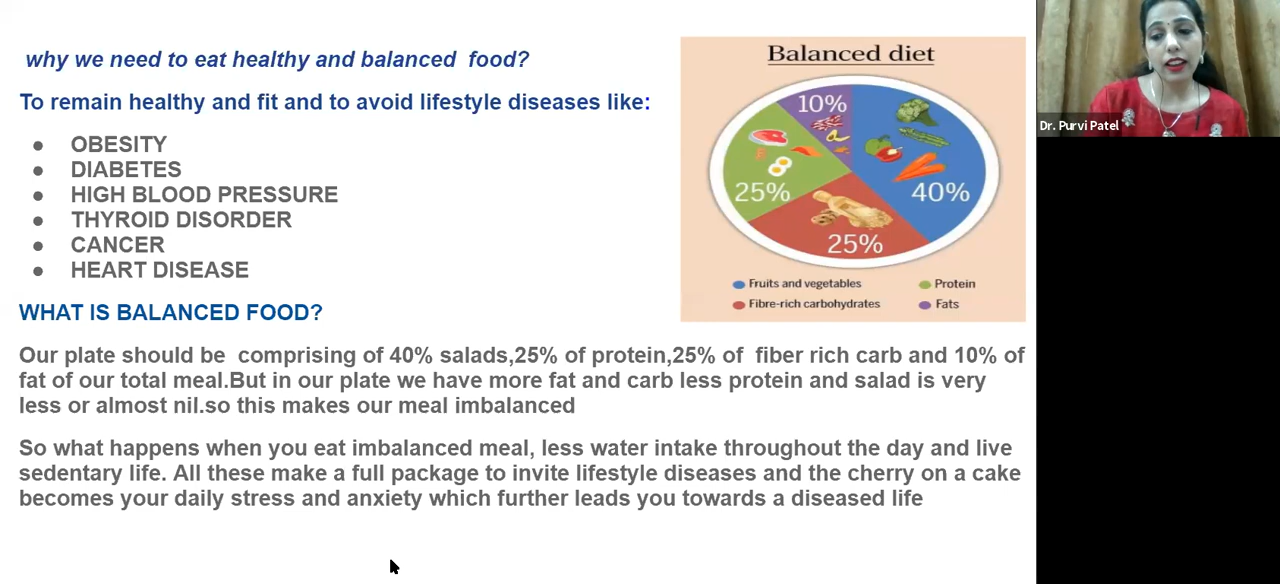 why we need to eat healthy and balanced  food?
To remain healthy and fit and to avoid lifestyle diseases like:
● OBESITY
● DIABETES
● HIGH BLOOD PRESSURE
● THYROID DISORDER
● CANCER
● HEART DISEASE
WHAT IS BALANCED FOOD?
Our plate should be  comprising of 40% salads,25% of protein,25% of  fiber rich carb and 10% of
fat of our total meal.But in our plate we have more fat and carb less protein and salad is very
less or almost nil.so this makes our meal imbalanced
So what happens when you eat imbalanced meal, less water intake throughout the day and live
sedentary life. All these make a full package to invite lifestyle diseases and the cherry on a cake
becomes your daily stress and anxiety which further leads you towards a diseased life
Balanced diet
10%
25%
40%
25%
Fruits and vegetables
Protein
Fibre-rich carbohydrates
Fats
Dr. Purvi Patel